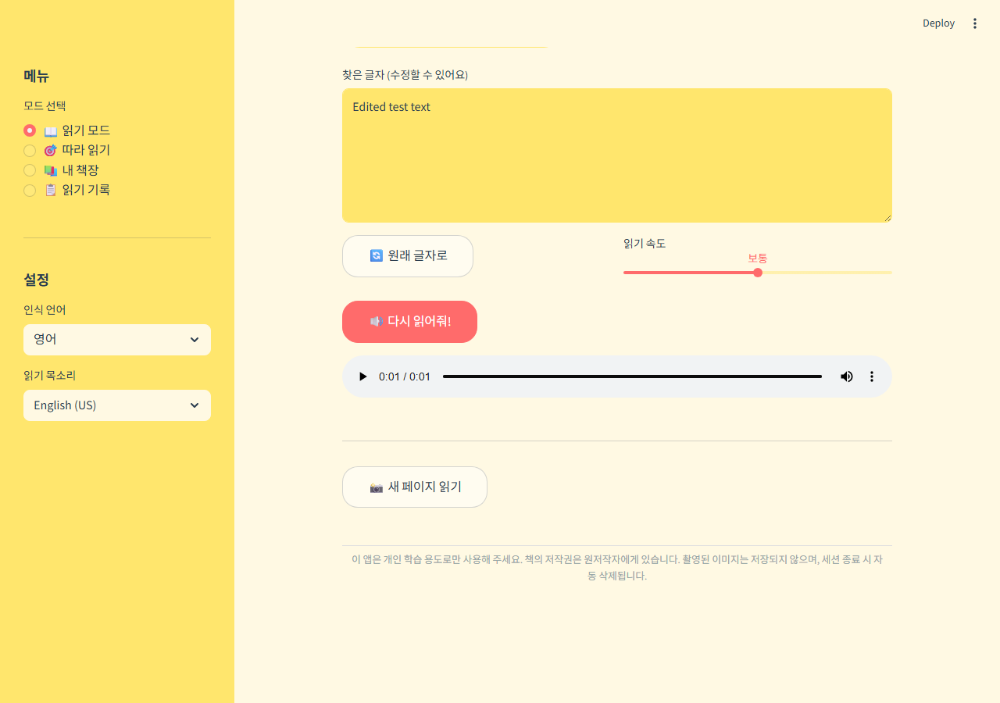 Deploy
메뉴
모드 선택
📖 읽기 모드
🎯 따라 읽기
📚 내 책장
📋 읽기 기록
설정
인식 언어
영어
읽기 목소리
English (US)
찾은 글자 (수정할 수 있어요)
Edited test text
🔄 원래 글자로
읽기 속도
보통
🔊 다시 읽어줘!
0:01 / 0:01
📸 새 페이지 읽기
이 앱은 개인 학습 용도로만 사용해 주세요. 책의 저작권은 원저작자에게 있습니다. 촬영된 이미지는 저장되지 않으며, 세션 종료 시 자
동 삭제됩니다.